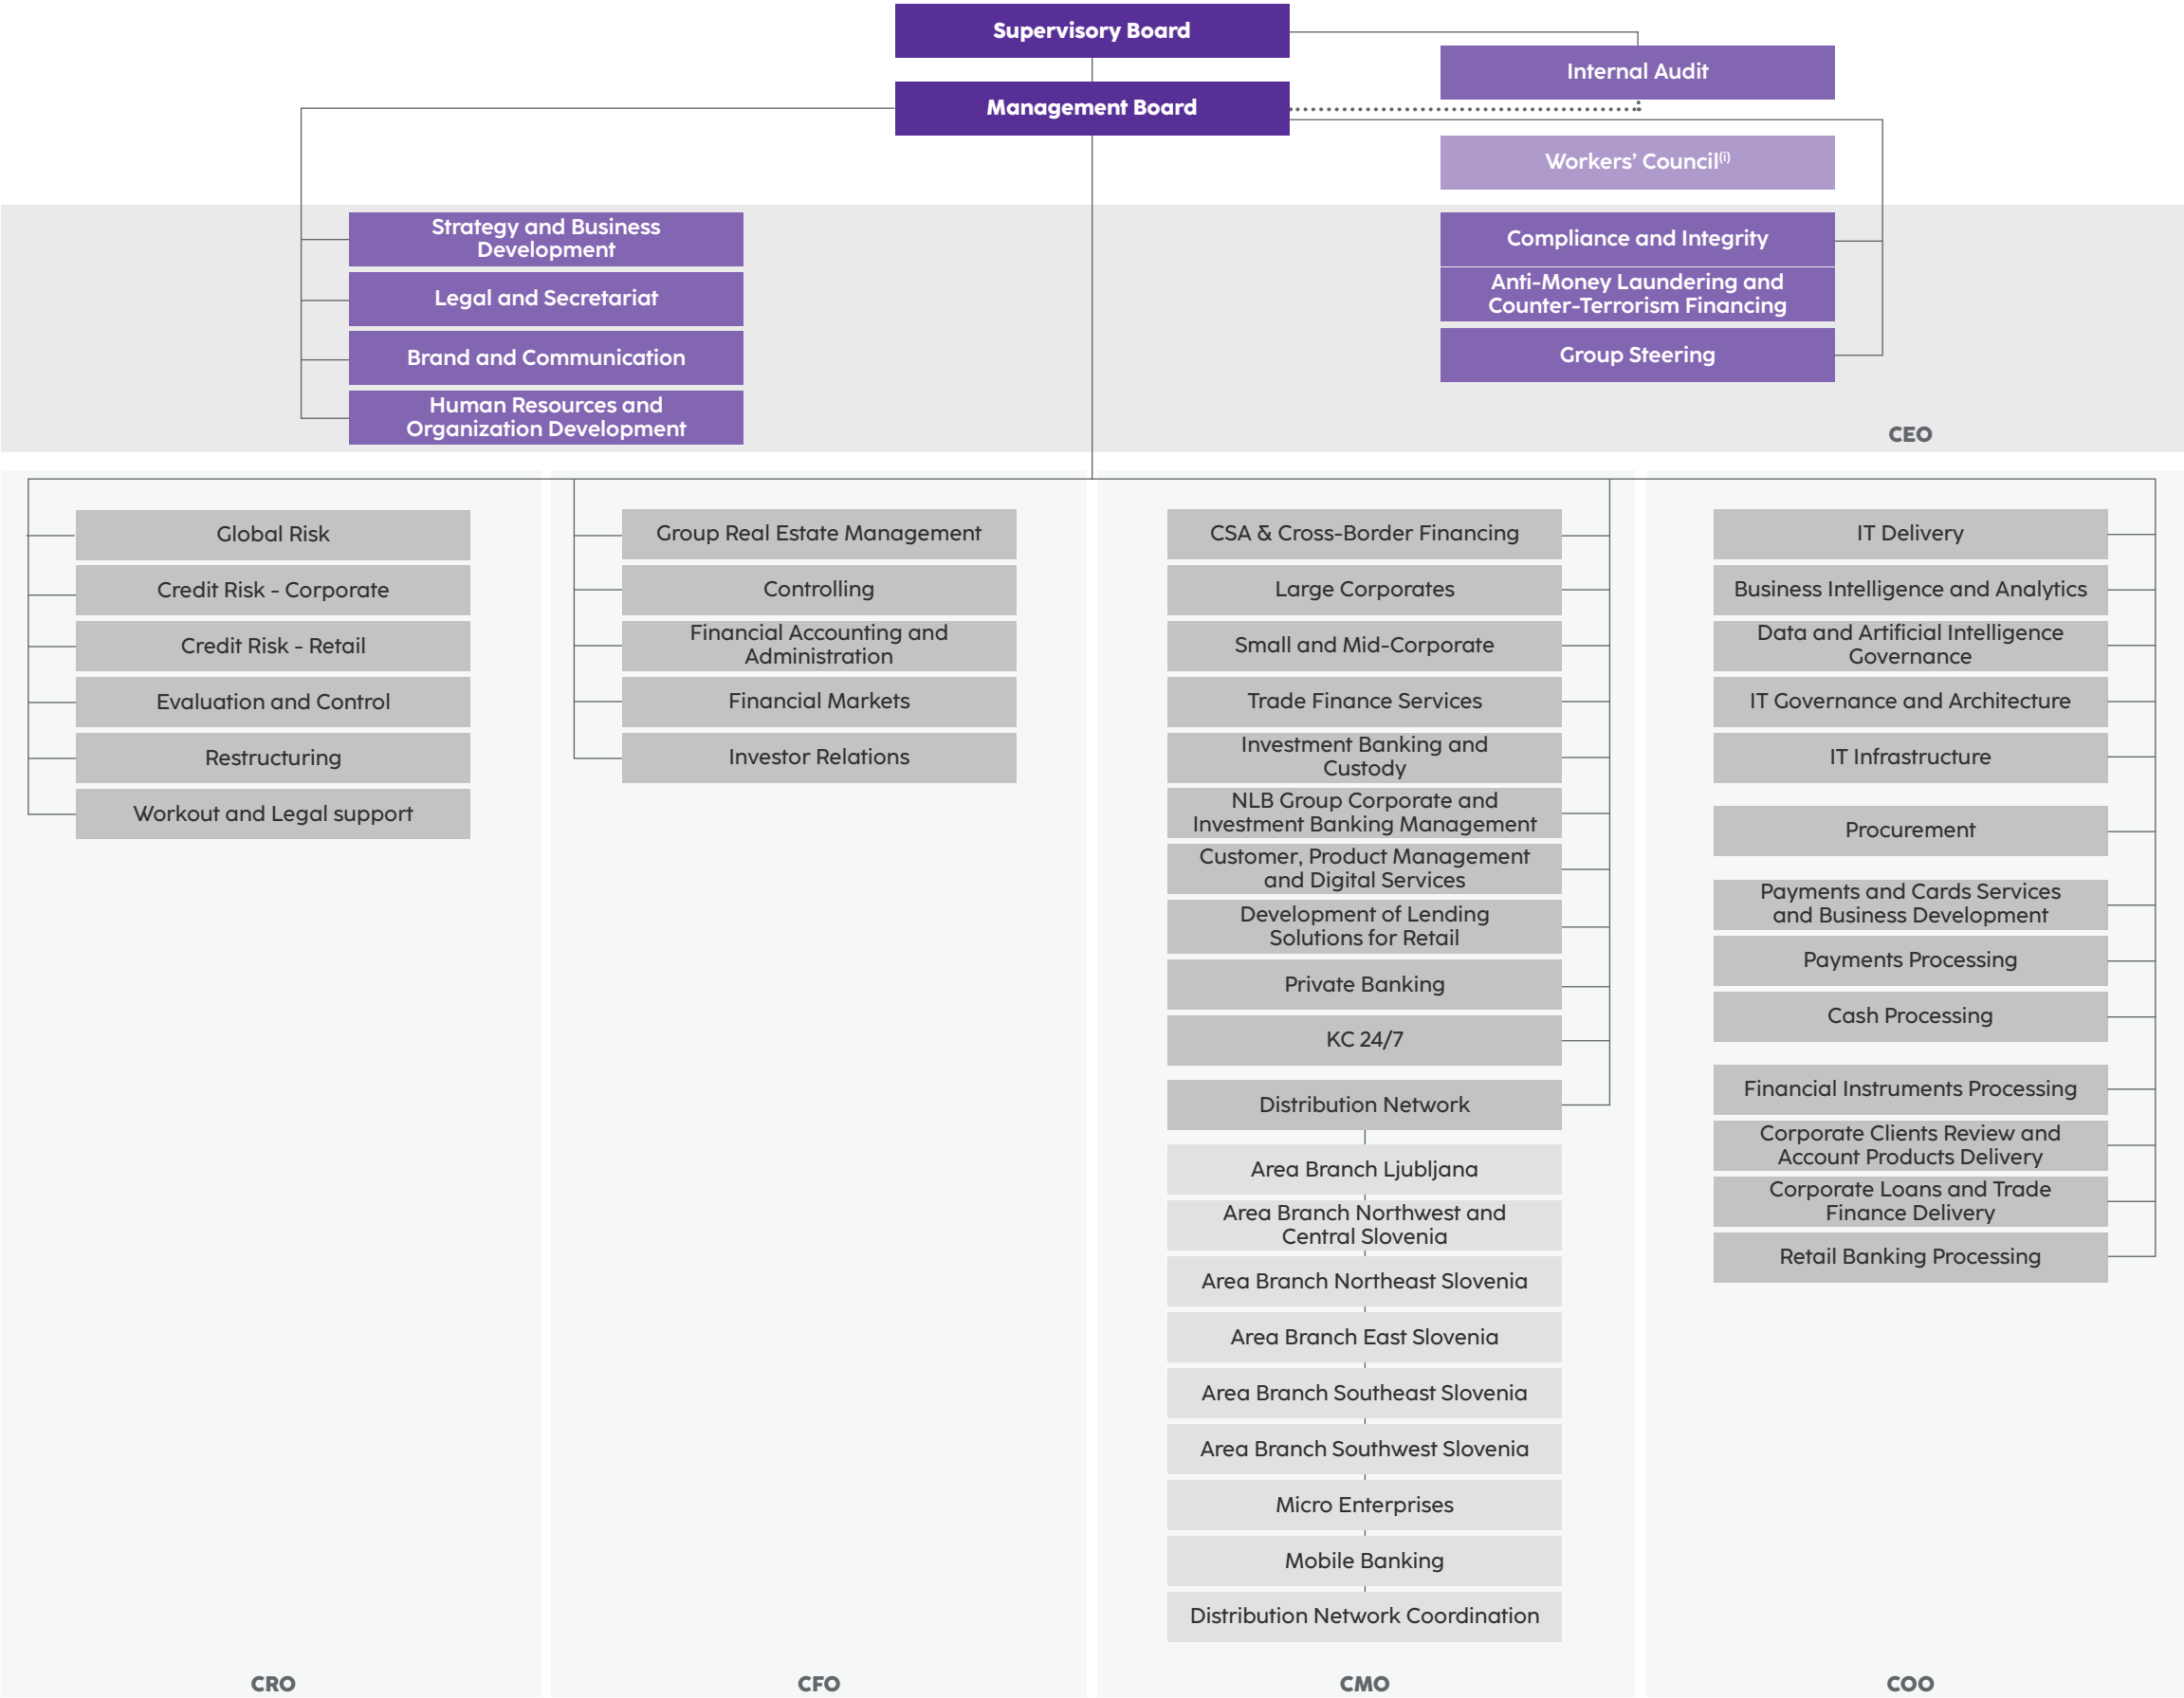 Supervisory Board
Internal Audit
Management Board
Workers’ Council(i)
Strategy and Business
Development
Legal and Secretariat
Brand and Communication
Human Resources and
Organization Development
Compliance and Integrity
Anti-Money Laundering and
Counter-Terrorism Financing
Group Steering
CEO
Global Risk
Credit Risk - Corporate
Credit Risk - Retail
Evaluation and Control
Restructuring
Workout and Legal support
CRO
Group Real Estate Management
Controlling
Financial Accounting and
Administration
Financial Markets
Investor Relations
CFO
CSA & Cross-Border Financing
Large Corporates
Small and Mid-Corporate
Trade Finance Services
Investment Banking and
Custody
NLB Group Corporate and
Investment Banking Management
Customer, Product Management
and Digital Services
Development of Lending
Solutions for Retail
Private Banking
KC 24/7
Distribution Network
Area Branch Ljubljana
Area Branch Northwest and
Central Slovenia
Area Branch Northeast Slovenia
Area Branch East Slovenia
Area Branch Southeast Slovenia
Area Branch Southwest Slovenia
Micro Enterprises
Mobile Banking
Distribution Network Coordination
CMO
IT Delivery
Business Intelligence and Analytics
Data and Artificial Intelligence
Governance
IT Governance and Architecture
IT Infrastructure
Procurement
Payments and Cards Services
and Business Development
Payments Processing
Cash Processing
Financial Instruments Processing
Corporate Clients Review and
Account Products Delivery
Corporate Loans and Trade
Finance Delivery
Retail Banking Processing
COO